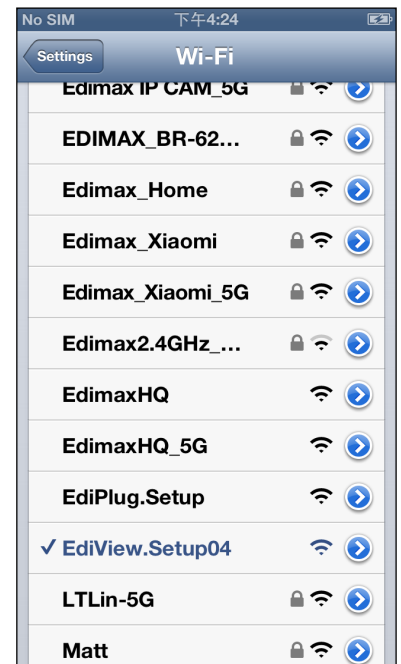 No SIM 下午4:24
Settings Wi-Fi
Edimax IP CAM_5G
EDIMAX_BR-62...
Edimax_Home
Edimax_Xiaomi
Edimax_Xiaomi_5G
Edimax2.4GHz_...
EdimaxHQ
EdimaxHQ_5G
EdiPlug.Setup
EdiView.Setup04
LTLin-5G
Matt